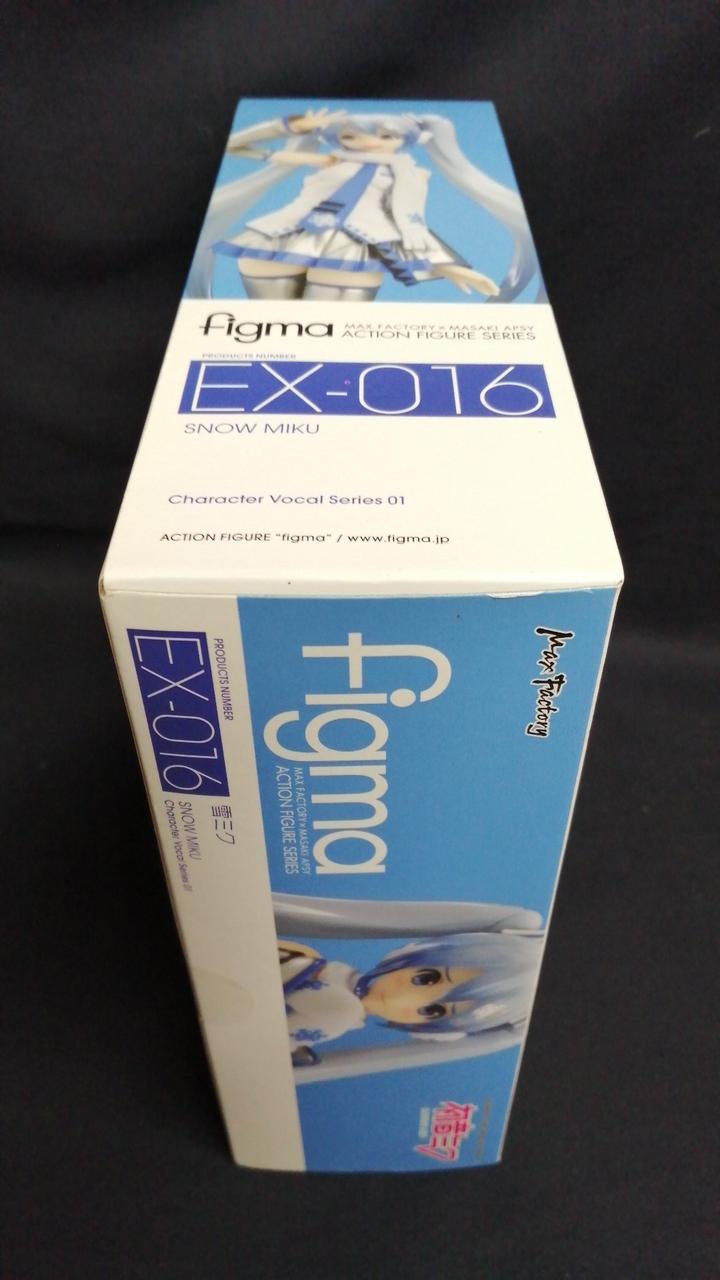 figma
MAX FACTORY × MASAKI APSY
ACTION FIGURE SERIES
PRODUCTS NUMBER
EX-016
SNOW MIKU
Character Vocal Series 01
ACTION FIGURE "figma" / www.figma.jp
Max Factory
figma
MAX FACTORY × MASAKI APSY
ACTION FIGURE SERIES
PRODUCTS NUMBER
EX-016
雪ミク
SNOW MIKU
Character Vocal Series 01
初音ミク